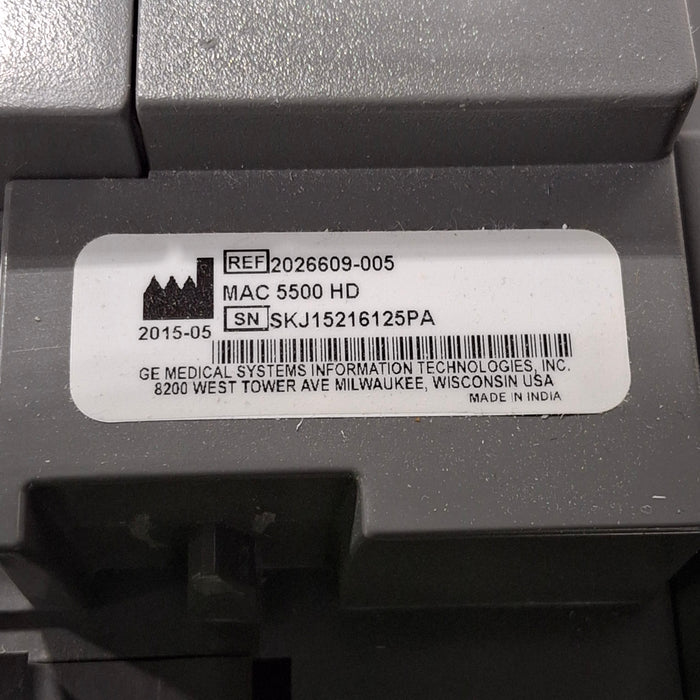 REF 2026609-005
MAC 5500 HD
SN SKJ15216125PA
2015-05
GE MEDICAL SYSTEMS INFORMATION TECHNOLOGIES, INC.
8200 WEST TOWER AVE MILWAUKEE, WISCONSIN USA
MADE IN INDIA